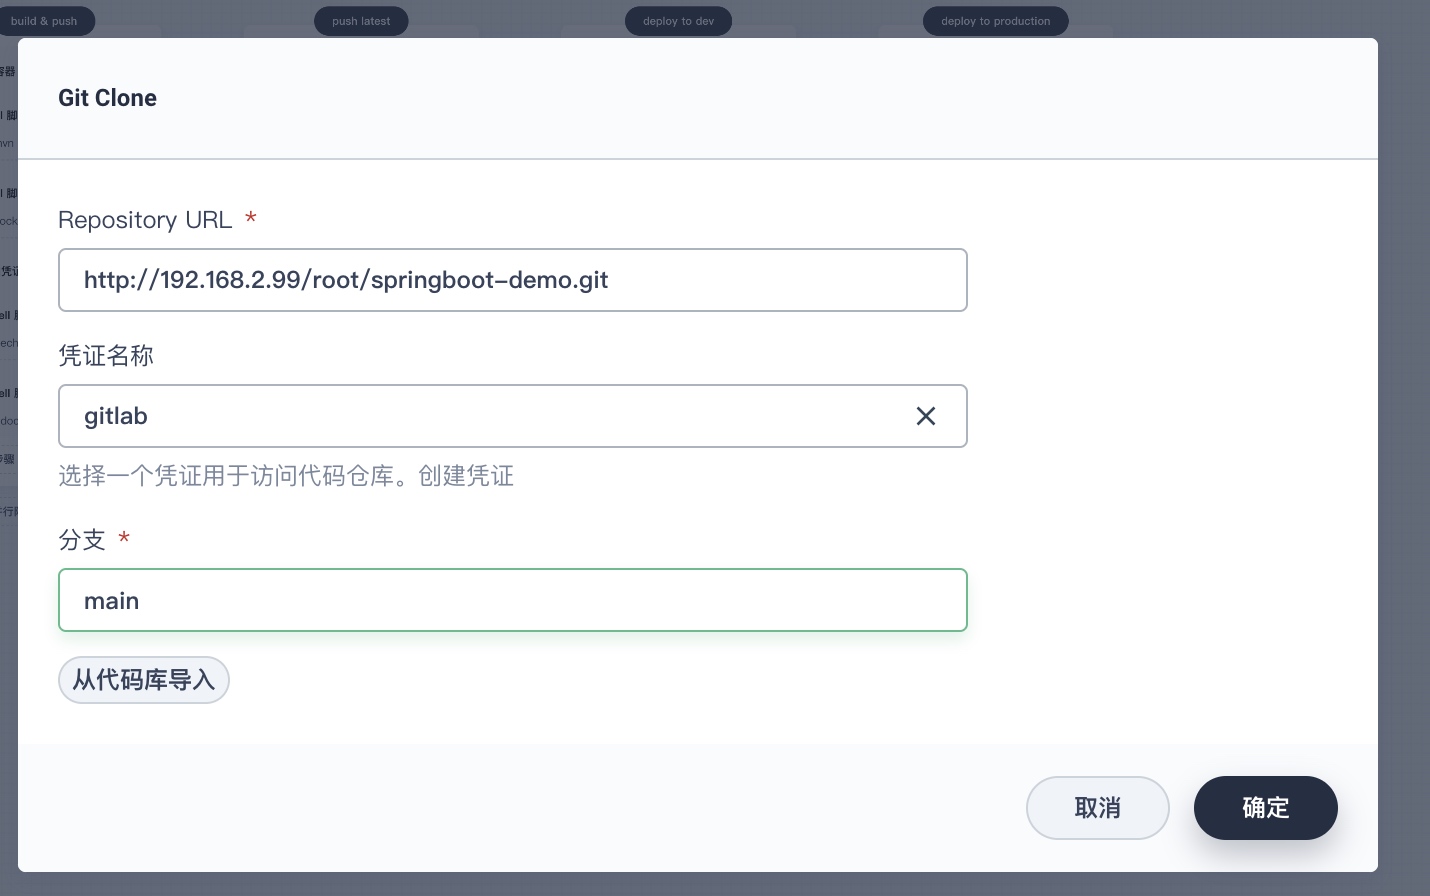 build & push
push latest
deploy to dev
deploy to production
Git Clone
Repository URL *
http://192.168.2.99/root/springboot-demo.git
凭证名称
gitlab
选择一个凭证用于访问代码仓库。创建凭证
分支 *
main
从代码库导入
取消
确定